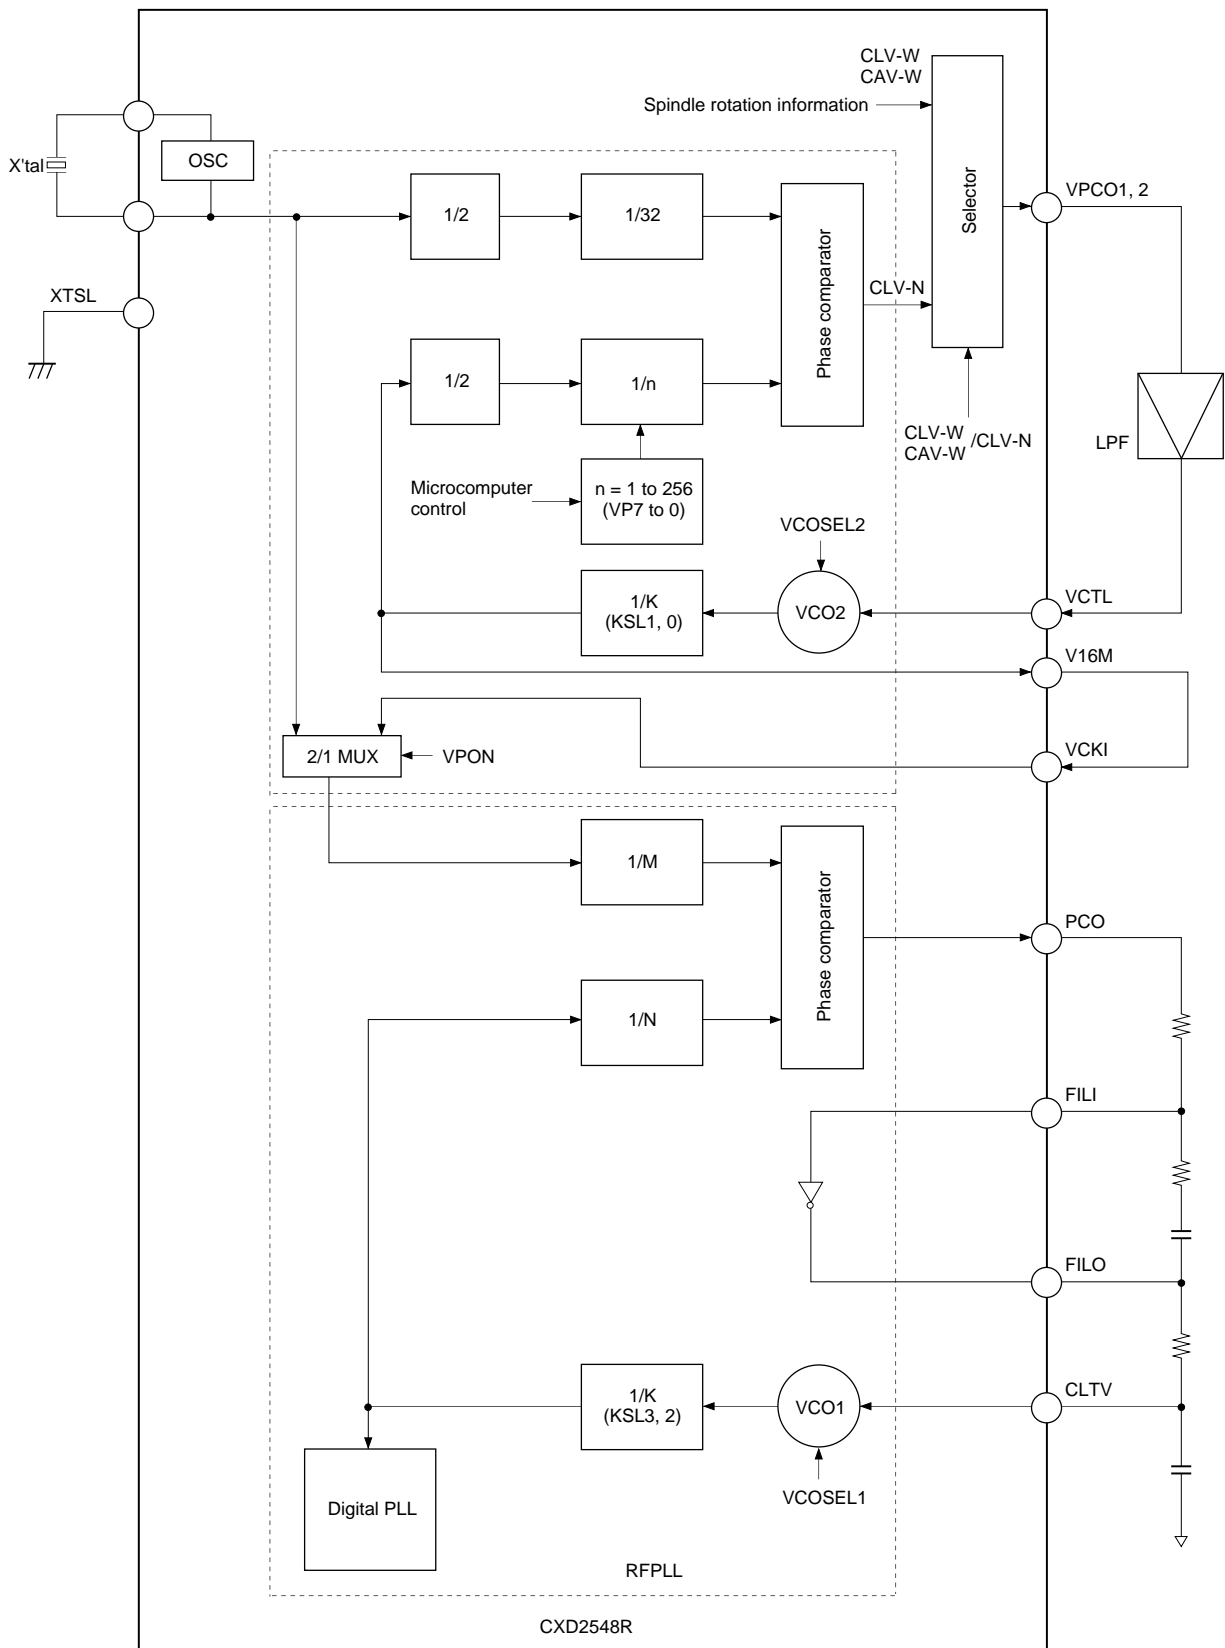 CLV-W
CAV-W
Spindle rotation information
X'tal
OSC
Selector
VPCO1, 2
1/2
1/32
Phase comparator
XTSL
CLV-N
1/2
1/n
CLV-W
CAV-W /CLV-N
LPF
Microcomputer
control
n = 1 to 256
(VP7 to 0)
VCOSEL2
1/K
(KSL1, 0)
VCO2
VCTL
V16M
2/1 MUX
VPON
VCKI
1/M
Phase comparator
PCO
1/N
FILI
FILO
1/K
(KSL3, 2)
VCO1
CLTV
VCOSEL1
Digital PLL
RFPLL
CXD2548R